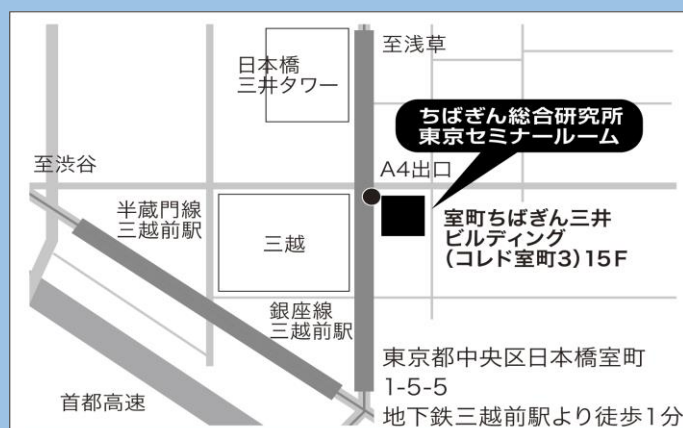 至浅草
日本橋
三井タワー
ちばぎん総合研究所
東京セミナールーム
至渋谷
A4出口
半蔵門線
三越前駅
三越
室町ちばぎん三井
ビルディング
(コレド室町3)15F
銀座線
三越前駅
東京都中央区日本橋室町
1-5-5
地下鉄三越前駅より徒歩1分
首都高速